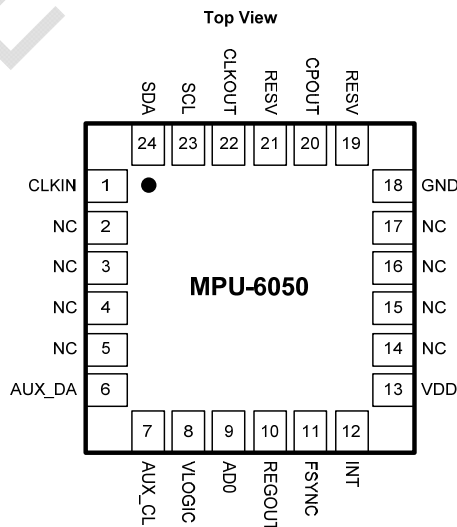 Top View
SDA
SCL
CLKOUT
RESV
CPOUT
RESV
24 23 22 21 20 19
CLKIN 1 18 GND
NC 2 17 NC
NC 3 16 NC
MPU-6050
NC 4 15 NC
NC 5 14 NC
AUX_DA 6 13 VDD
7 8 9 10 11 12
AUX_CL
VLOGIC
AD0
REGOUT
FSYNC
INT